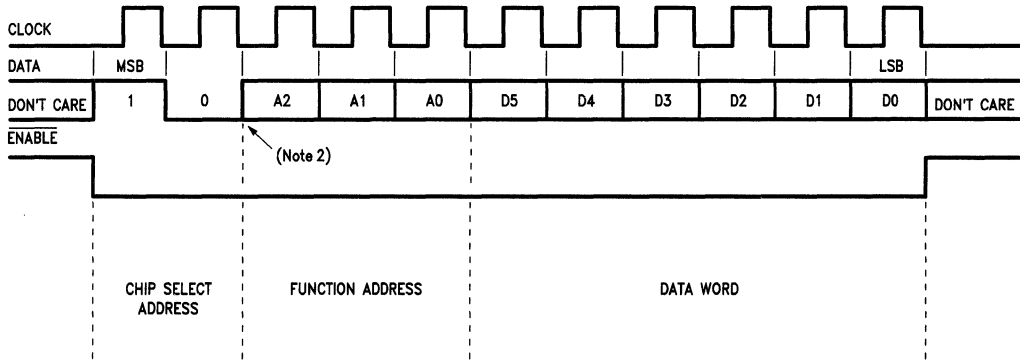 CLOCK
DATA MSB LSB
DON'T CARE 1 0 A2 A1 A0 D5 D4 D3 D2 D1 D0 DON'T CARE
ENABLE
(Note 2)
CHIP SELECT FUNCTION ADDRESS DATA WORD
ADDRESS